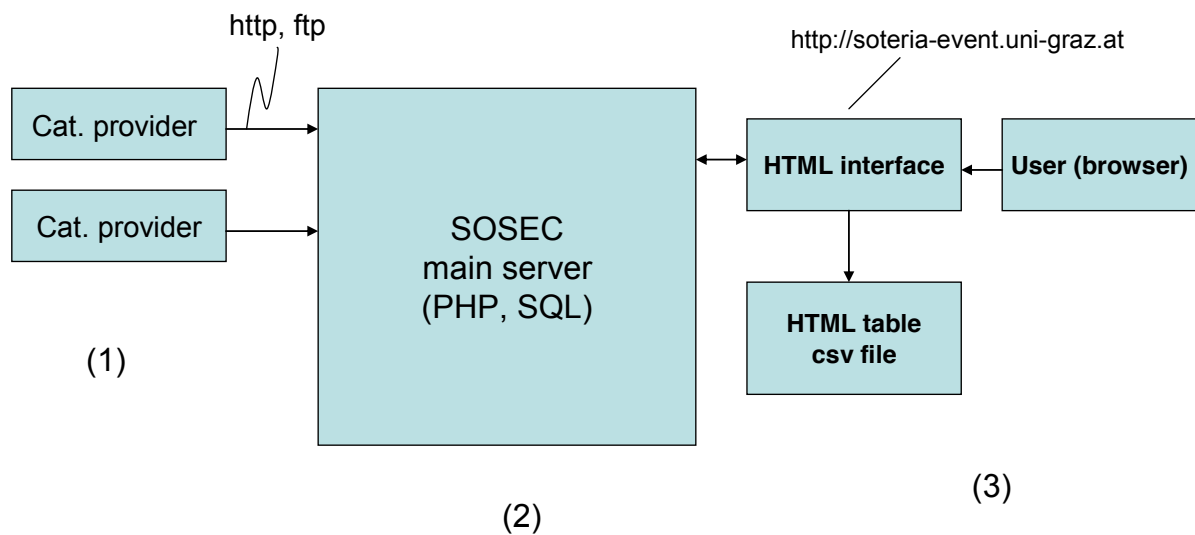 http, ftp
http://soteria-event.uni-graz.at
Cat. provider
Cat. provider
SOSEC
main server
(PHP, SQL)
HTML interface
User (browser)
HTML table
csv file
(1)
(2)
(3)